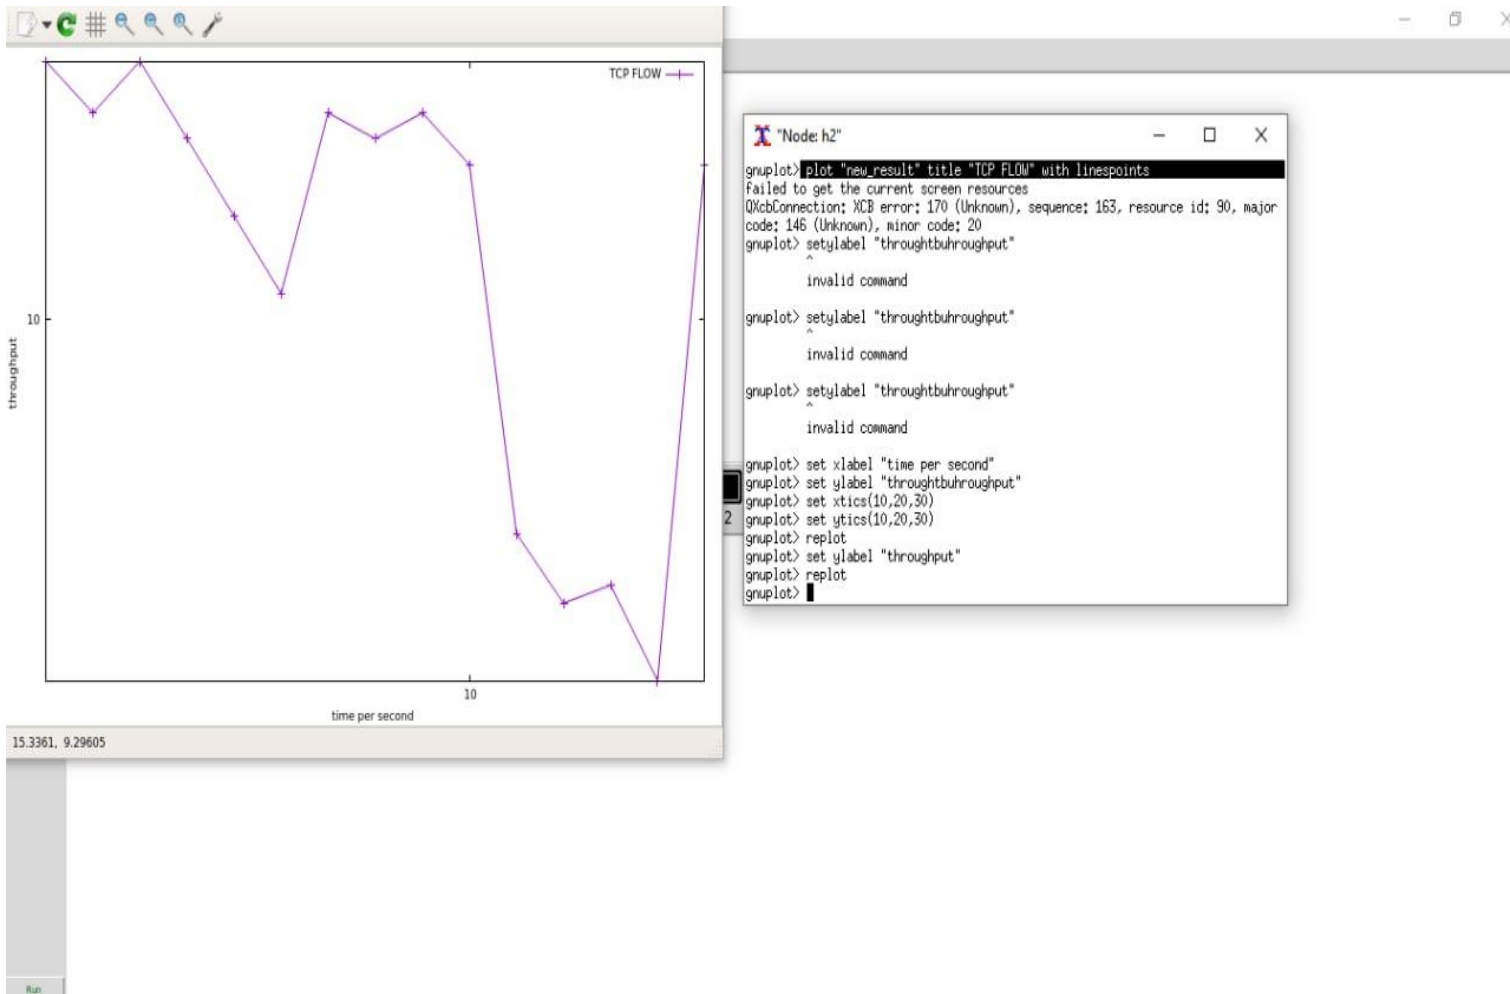 TCP FLOW
10
throughput
10
time per second
15.3361, 9.29605
Run
2
"Node: h2"
gnuplot> plot "new_result" title "TCP FLOW" with linespoints
failed to get the current screen resources
QXcbConnection: XCB error: 170 (Unknown), sequence: 163, resource id: 90, major
code: 146 (Unknown), minor code: 20
gnuplot> setylabel "throughtbuhroughput"
^
invalid command
gnuplot> setylabel "throughtbuhroughput"
^
invalid command
gnuplot> setylabel "throughtbuhroughput"
^
invalid command
gnuplot> set xlabel "time per second"
gnuplot> set ylabel "throughtbuhroughput"
gnuplot> set xtics(10,20,30)
gnuplot> set ytics(10,20,30)
gnuplot> replot
gnuplot> set ylabel "throughput"
gnuplot> replot
gnuplot>